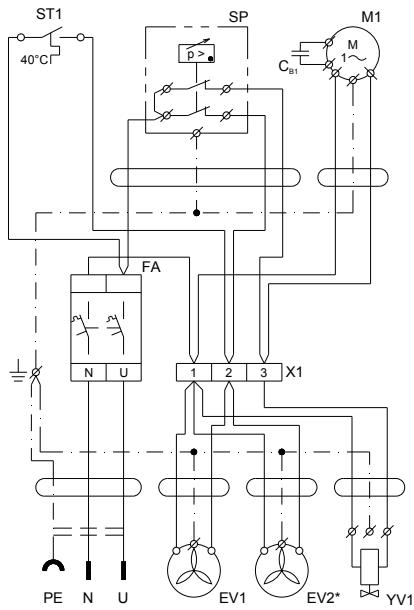 ST1
SP
M1
p >
M
1～
C B1
40°C
FA
N U
1 2 3 X1
PE N U EV1 EV2* YV1